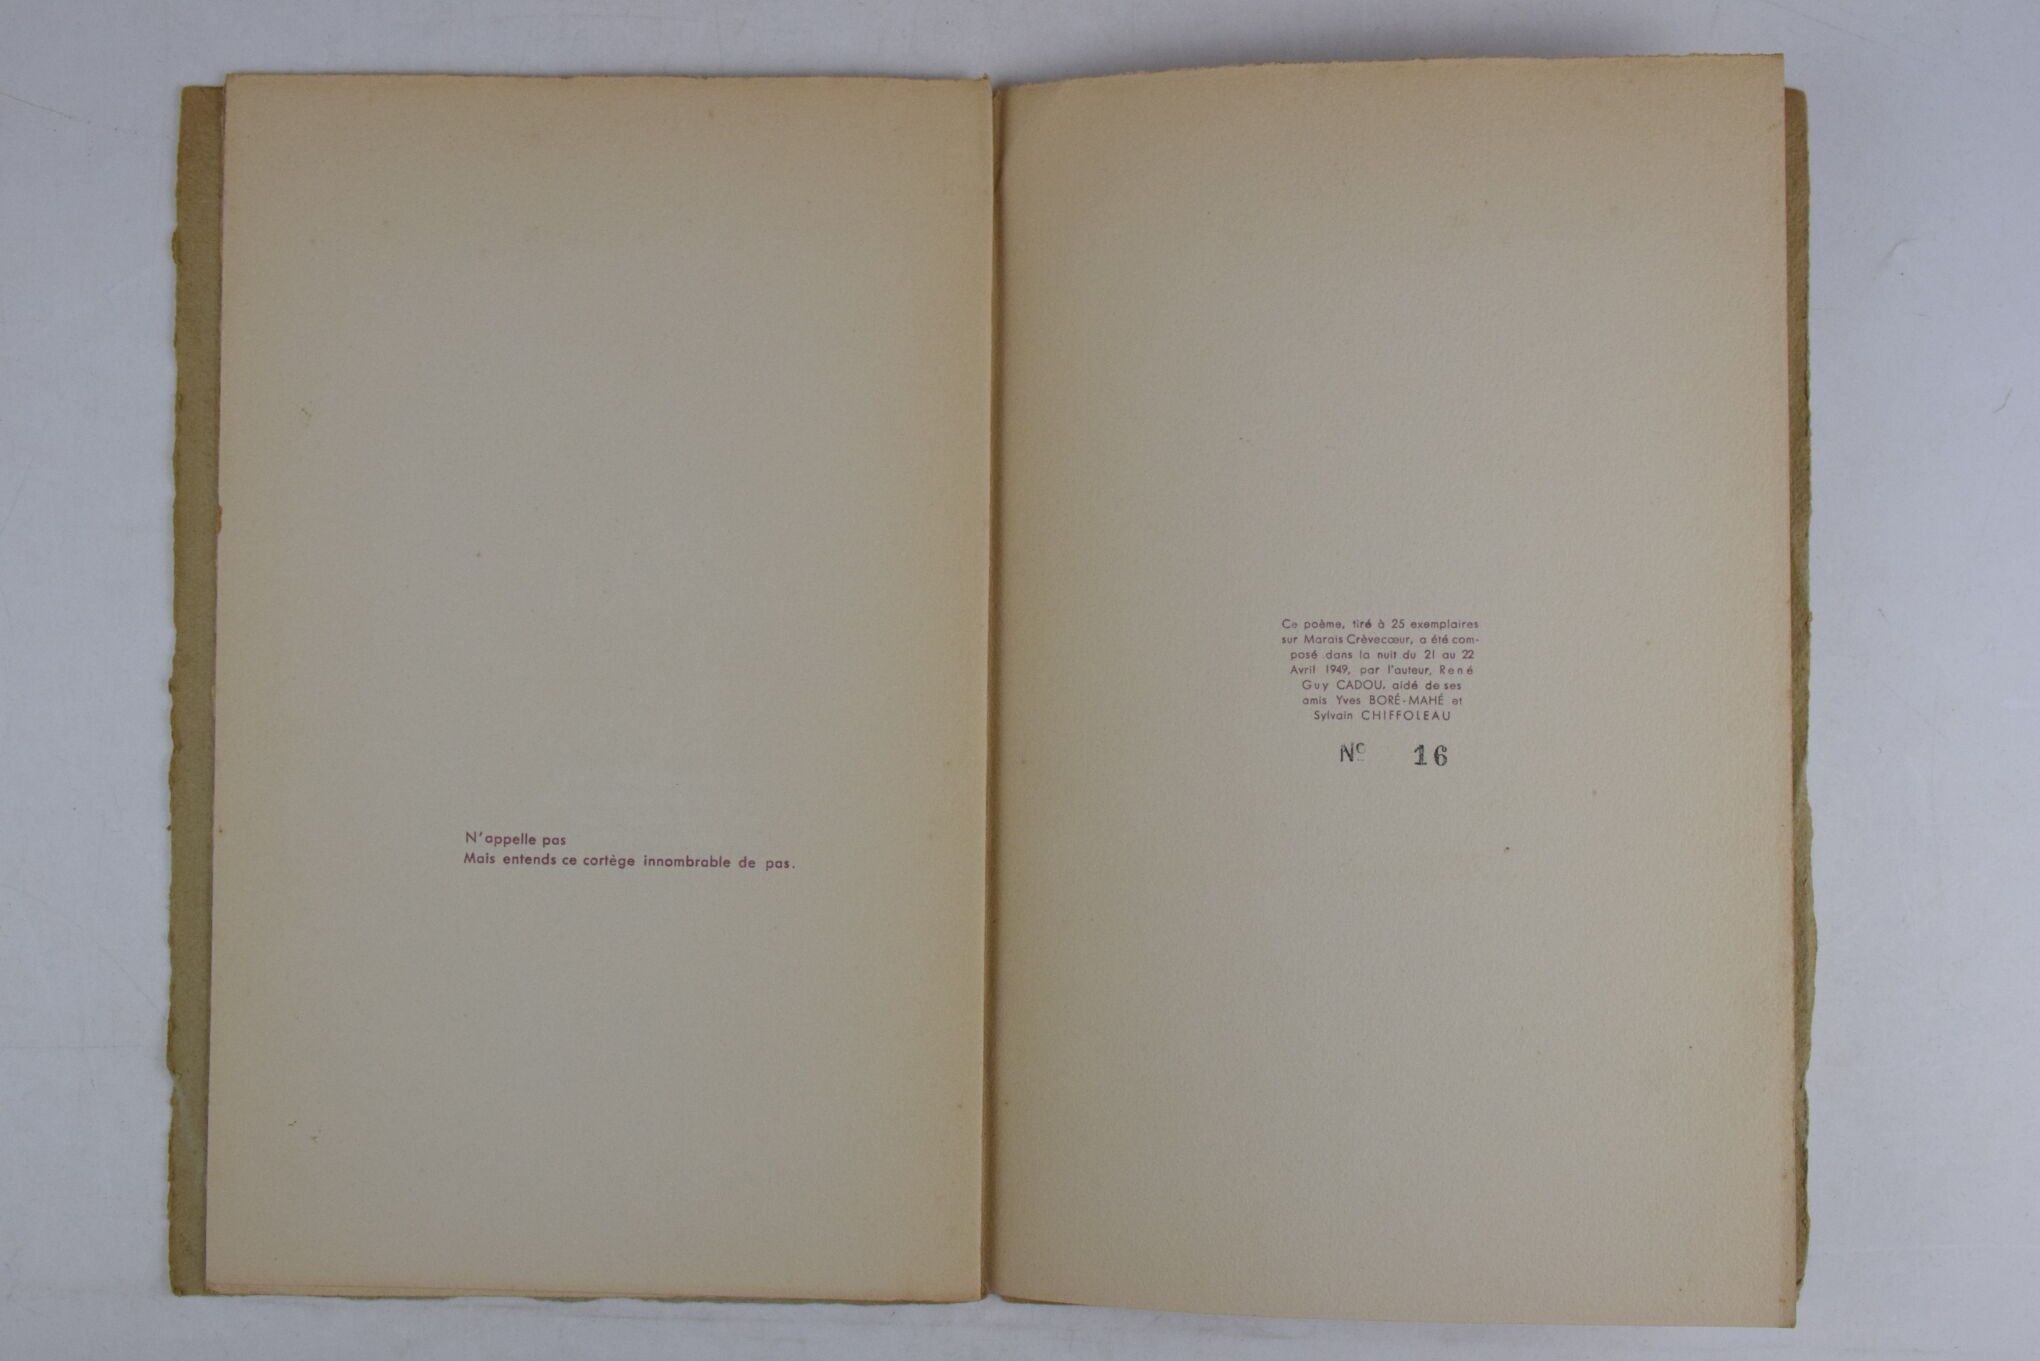 N'appelle pas
Mais entends ce cortège innombrable de pas.
Ce poème, tiré à 25 exemplaires
sur Marais Crèvecœur, a été com-
posé dans la nuit du 21 au 22
Avril 1949, par l'auteur, René
Guy CADOU, aidé de ses
amis Yves BORÉ-MAHÉ et
Sylvain CHIFFOLEAU
Nº 16